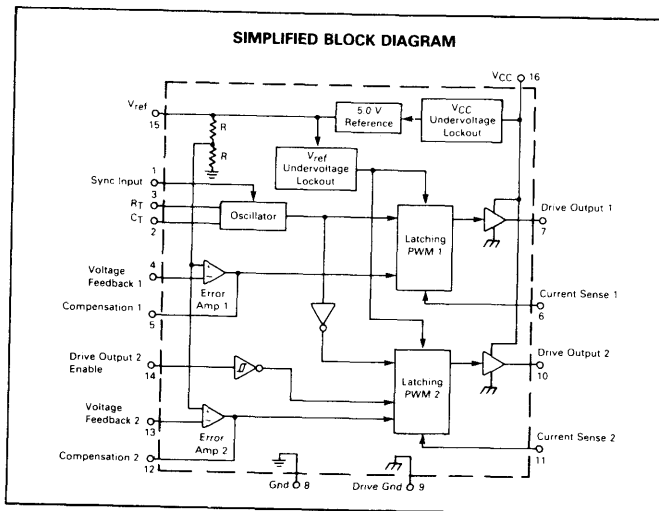 SIMPLIFIED BLOCK DIAGRAM
VCC 16
Vref
15
R
R
5.0 V
Reference
VCC
Undervoltage
Lockout
Vref
Undervoltage
Lockout
1
Sync Input
3
RT
CT
2
Oscillator
Latching
PWM 1
Drive Output 1
7
Voltage
Feedback 1
4
+
-
Error
Amp 1
Compensation 1
5
Current Sense 1
6
Drive Output 2
Enable
14
Latching
PWM 2
Drive Output 2
10
Voltage
Feedback 2
13
+
-
Error
Amp 2
Compensation 2
12
Current Sense 2
11
Gnd 8
Drive Gnd 9